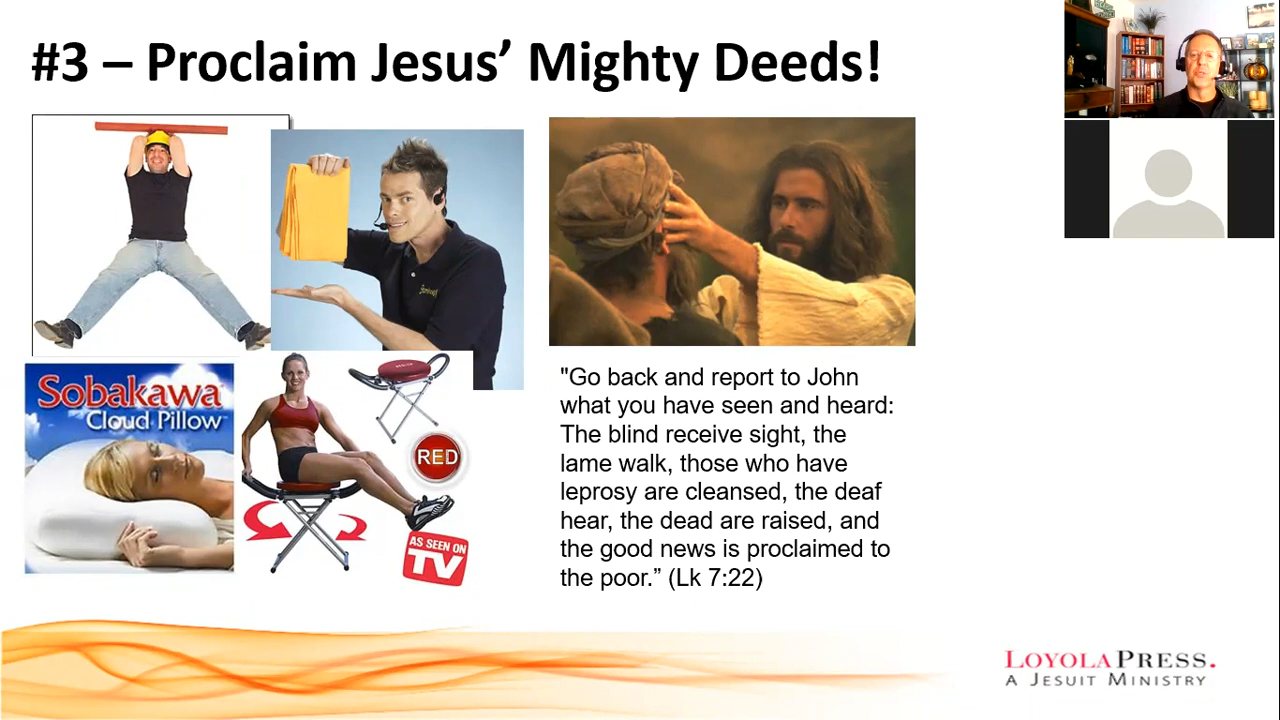 #3 – Proclaim Jesus’ Mighty Deeds!
Sobakawa
Cloud Pillow™
RED
AS SEEN ON
TV
"Go back and report to John
what you have seen and heard:
The blind receive sight, the
lame walk, those who have
leprosy are cleansed, the deaf
hear, the dead are raised, and
the good news is proclaimed to
the poor.” (Lk 7:22)
LOYOLAPRESS.
A JESUIT MINISTRY